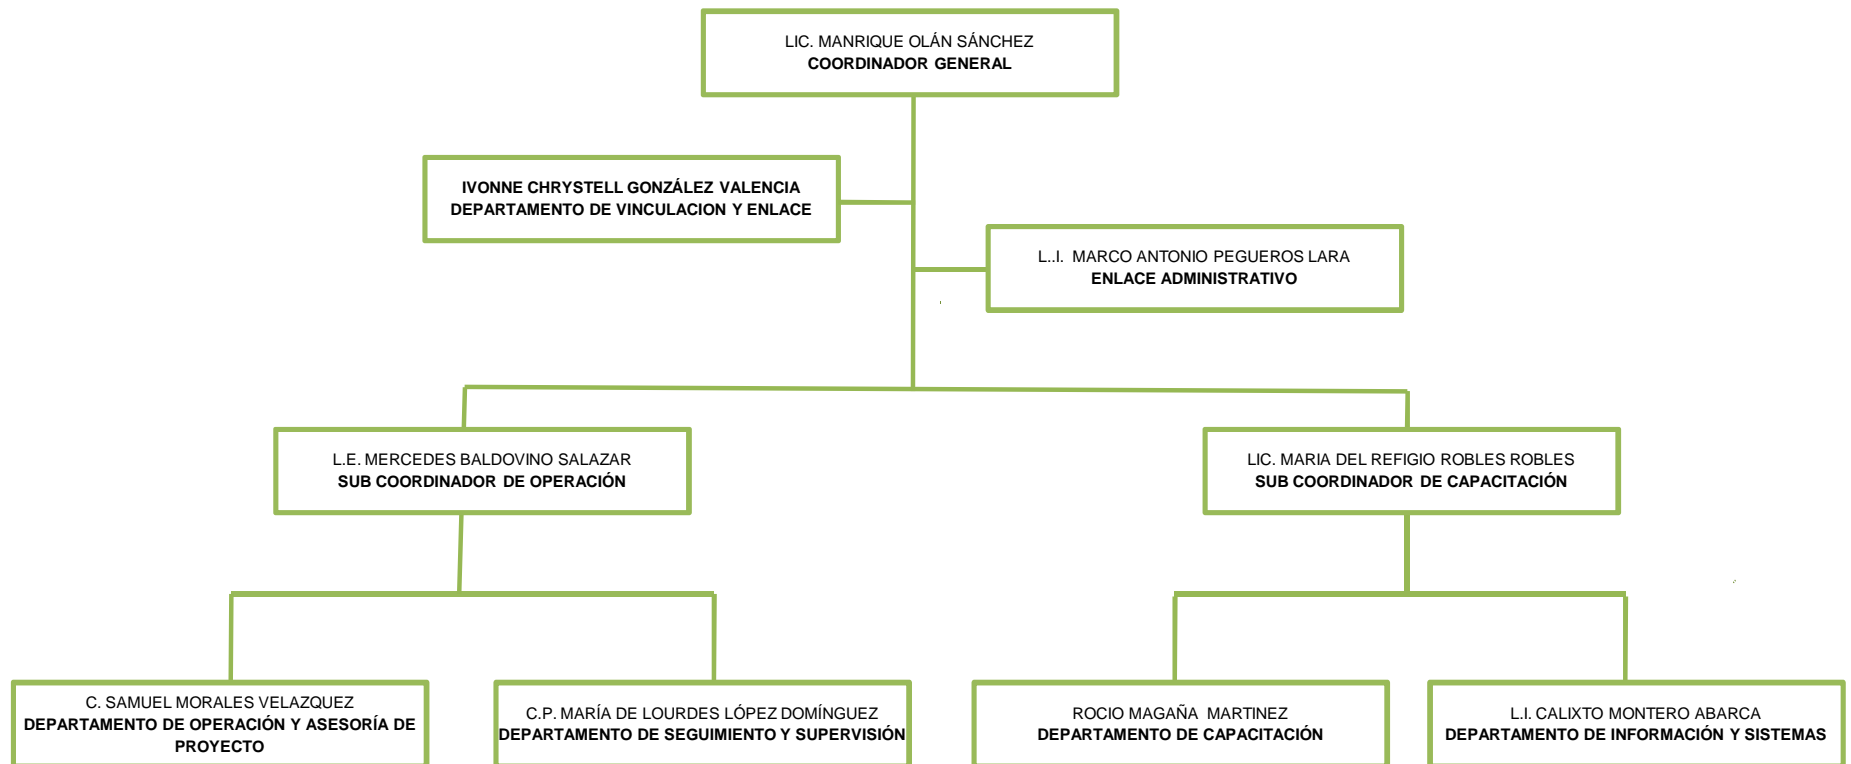 LIC. MANRIQUE OLÁN SÁNCHEZ
COORDINADOR GENERAL
IVONNE CHRYSTELL GONZÁLEZ VALENCIA
DEPARTAMENTO DE VINCULACION Y ENLACE
L..I. MARCO ANTONIO PEGUEROS LARA
ENLACE ADMINISTRATIVO
L.E. MERCEDES BALDOVINO SALAZAR
SUB COORDINADOR DE OPERACIÓN
LIC. MARIA DEL REFIGIO ROBLES ROBLES
SUB COORDINADOR DE CAPACITACIÓN
C. SAMUEL MORALES VELAZQUEZ
DEPARTAMENTO DE OPERACIÓN Y ASESORÍA DE
PROYECTO
C.P. MARÍA DE LOURDES LÓPEZ DOMÍNGUEZ
DEPARTAMENTO DE SEGUIMIENTO Y SUPERVISIÓN
ROCIO MAGAÑA MARTINEZ
DEPARTAMENTO DE CAPACITACIÓN
L.I. CALIXTO MONTERO ABARCA
DEPARTAMENTO DE INFORMACIÓN Y SISTEMAS